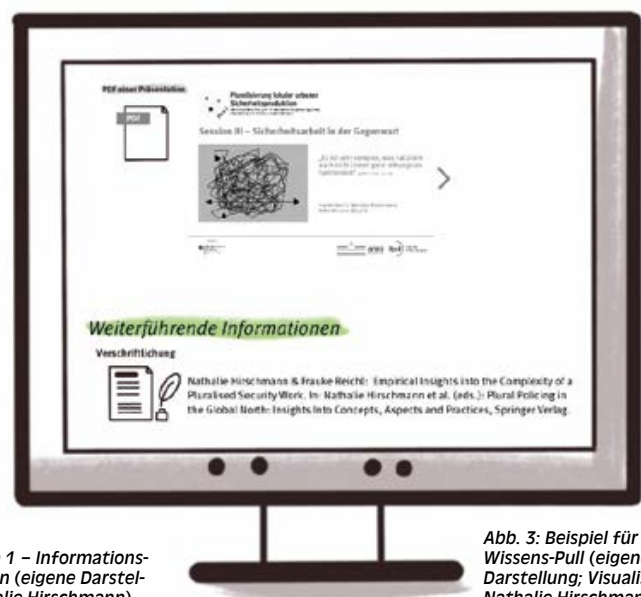 PDF einer Präsentation
PDF
Pluralisierung lokaler urbaner
Sicherheitsproduktion
Session III – Sicherheitsarbeit in der Gegenwart
Weiterführende Informationen
Verschriftlichung
Nathalie Hirschmann & Frauke Reichl: Empirical Insights into the Complexity of a
Pluralised Security Work. In: Nathalie Hirschmann et al. (eds.): Plural Policing in
the Global North: Insights Into Concepts, Aspects and Practices, Springer Verlag.
1 – Informations-
n (eigene Darstel-
alie Hirschmann)
Abb. 3: Beispiel für
Wissens-Pull (eigen
Darstellung; Visuali
Nathalie Hirschman